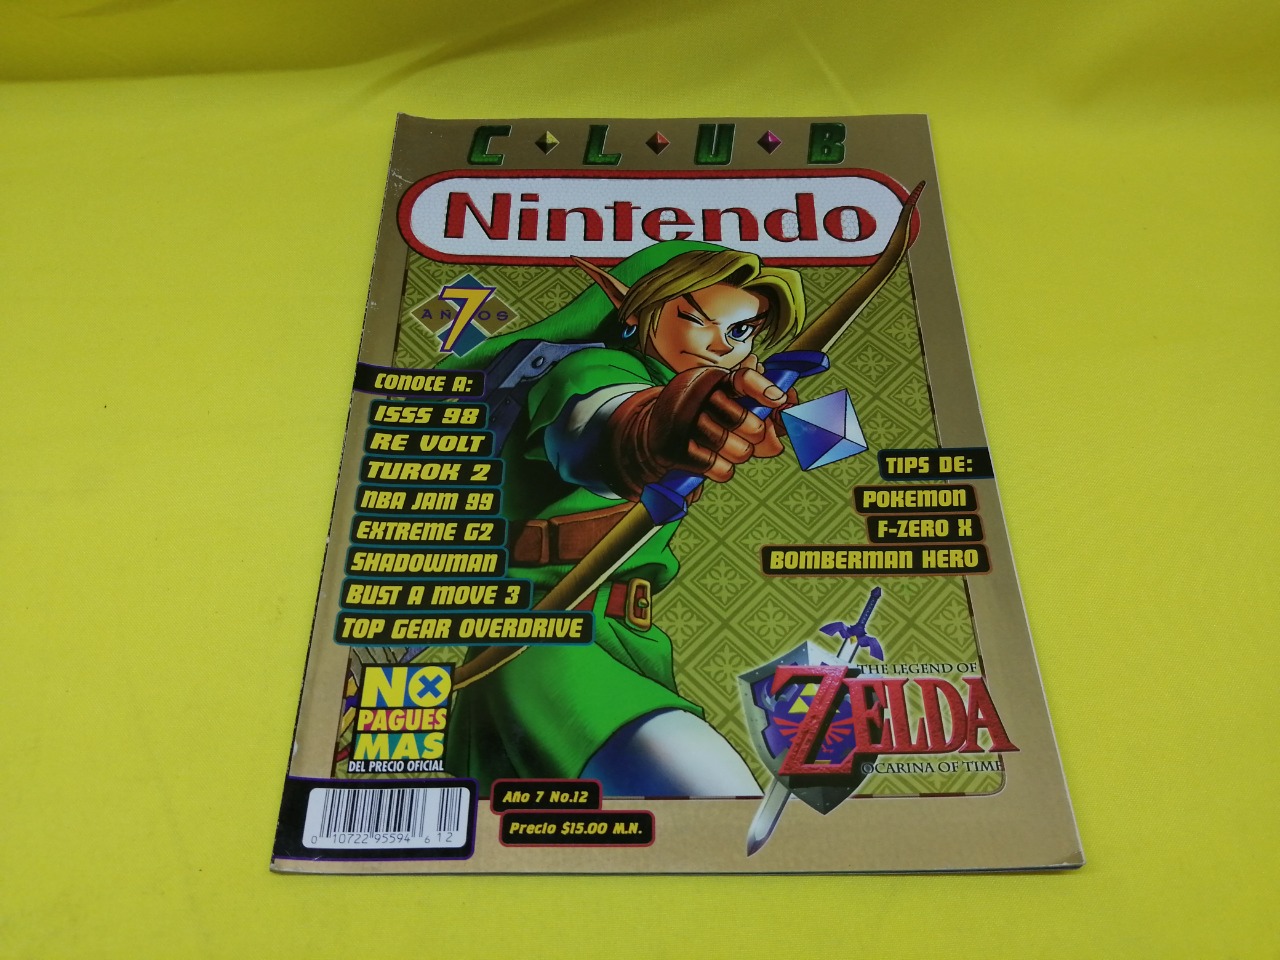 CLUB
Nintendo
7
AÑOS
CONOCE A:
ISSS 98
RE VOLT
TUROK 2
NBA JAM 99
EXTREME G2
SHADOWMAN
BUST A MOVE 3
TOP GEAR OVERDRIVE
TIPS DE:
POKEMON
F-ZERO X
BOMBERMAN HERO
NO
PAGUES
MAS
DEL PRECIO OFICIAL
THE LEGEND OF
ZELDA
OCARINA OF TIME
Año 7 No.12
Precio $15.00 M.N.
0 10722 95594 6 12